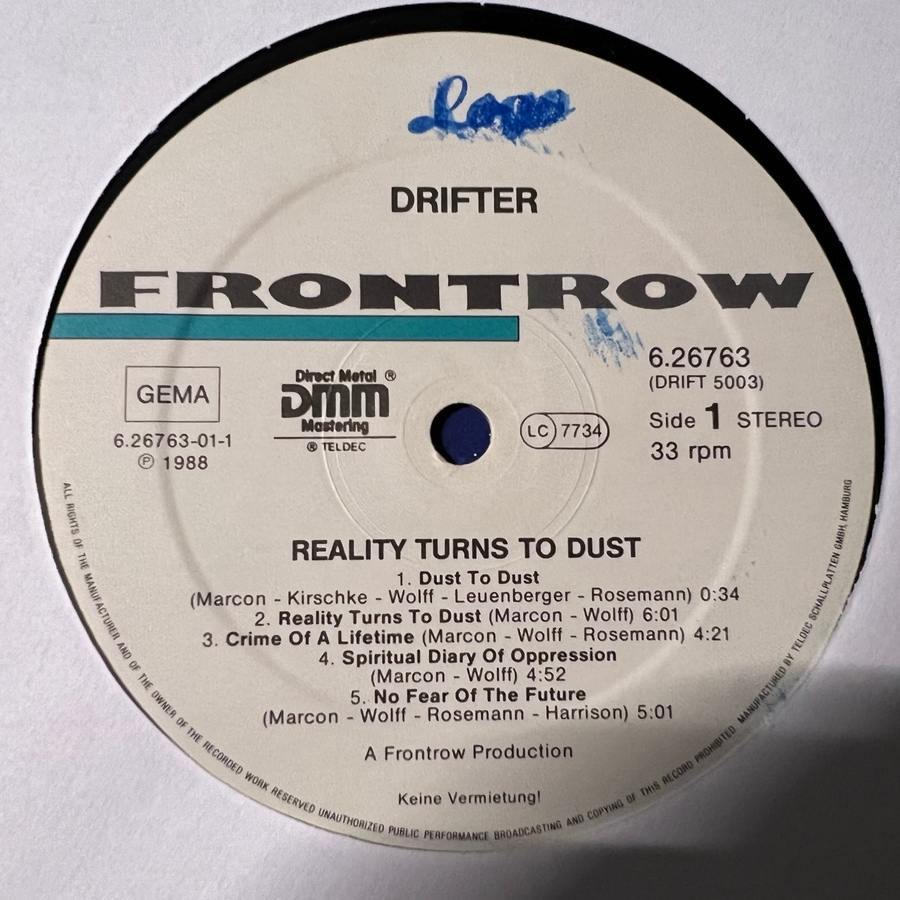 DRIFTER
FRONTROW
GEMA
6.26763-01-1
℗ 1988
Direct Metal ®
DMM
Mastering
® TELDEC
LC 7734
6.26763
(DRIFT 5003)
Side 1 STEREO
33 rpm
REALITY TURNS TO DUST
1. Dust To Dust
(Marcon - Kirschke - Wolff - Leuenberger - Rosemann) 0:34
2. Reality Turns To Dust (Marcon - Wolff) 6:01
3. Crime Of A Lifetime (Marcon - Wolff - Rosemann) 4:21
4. Spiritual Diary Of Oppression
(Marcon - Wolff) 4:52
5. No Fear Of The Future
(Marcon - Wolff - Rosemann - Harrison) 5:01
A Frontrow Production
Keine Vermietung!
ALL RIGHTS OF THE MANUFACTURER AND OF THE OWNER OF THE RECORDED WORK RESERVED UNAUTHORIZED PUBLIC PERFORMANCE BROADCASTING AND COPYING OF THIS RECORD PROHIBITED MANUFACTURED BY TELDEC SCHALLPLATTEN GMBH, HAMBURG